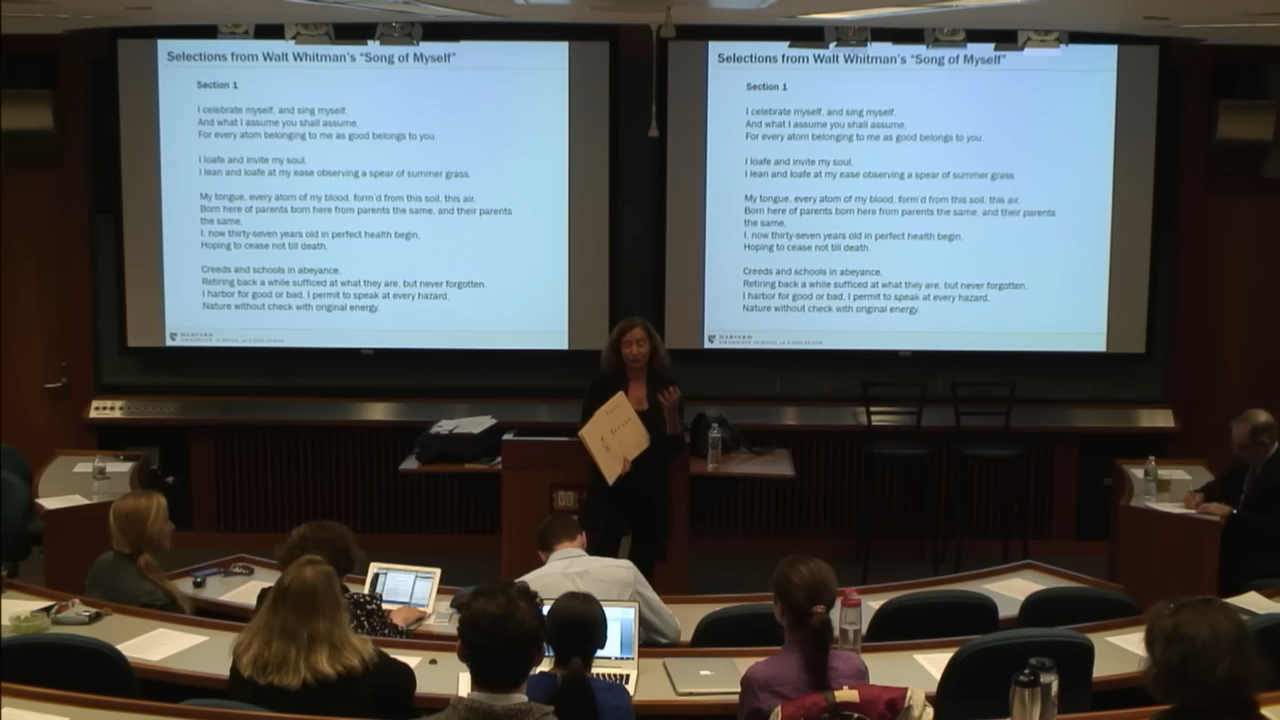 Selections from Walt Whitman's "Song of Myself"
Section 1
I celebrate myself, and sing myself,
And what I assume you shall assume,
For every atom belonging to me as good belongs to you.
I loafe and invite my soul,
I lean and loafe at my ease observing a spear of summer grass.
My tongue, every atom of my blood, form'd from this soil, this air,
Born here of parents born here from parents the same, and their parents
the same,
I, now thirty-seven years old in perfect health begin,
Hoping to cease not till death.
Creeds and schools in abeyance,
Retiring back a while sufficed at what they are, but never forgotten,
I harbor for good or bad, I permit to speak at every hazard,
Nature without check with original energy.
HARVARD
GRADUATE SCHOOL OF EDUCATION
Selections from Walt Whitman's "Song of Myself"
Section 1
I celebrate myself, and sing myself,
And what I assume you shall assume,
For every atom belonging to me as good belongs to you.
I loafe and invite my soul,
I lean and loafe at my ease observing a spear of summer grass.
My tongue, every atom of my blood, form'd from this soil, this air,
Born here of parents born here from parents the same, and their parents
the same,
I, now thirty-seven years old in perfect health begin,
Hoping to cease not till death.
Creeds and schools in abeyance,
Retiring back a while sufficed at what they are, but never forgotten,
I harbor for good or bad, I permit to speak at every hazard,
Nature without check with original energy.
HARVARD
GRADUATE SCHOOL OF EDUCATION